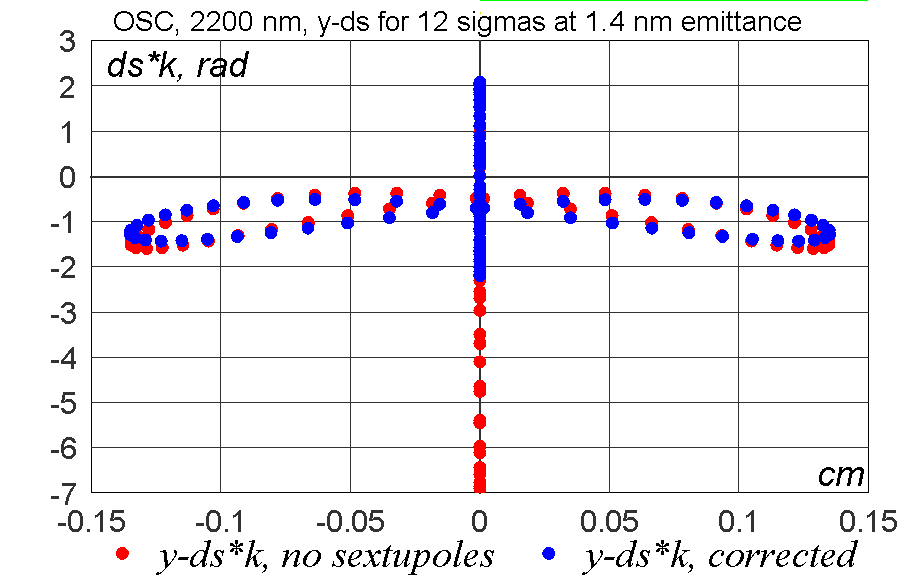 OSC, 2200 nm, y-ds for 12 sigmas at 1.4 nm emittance
ds*k, rad
3
2
1
0
-1
-2
-3
-4
-5
-6
-7
cm
-0.15 -0.1 -0.05 0 0.05 0.1 0.15
y-ds*k, no sextupoles y-ds*k, corrected